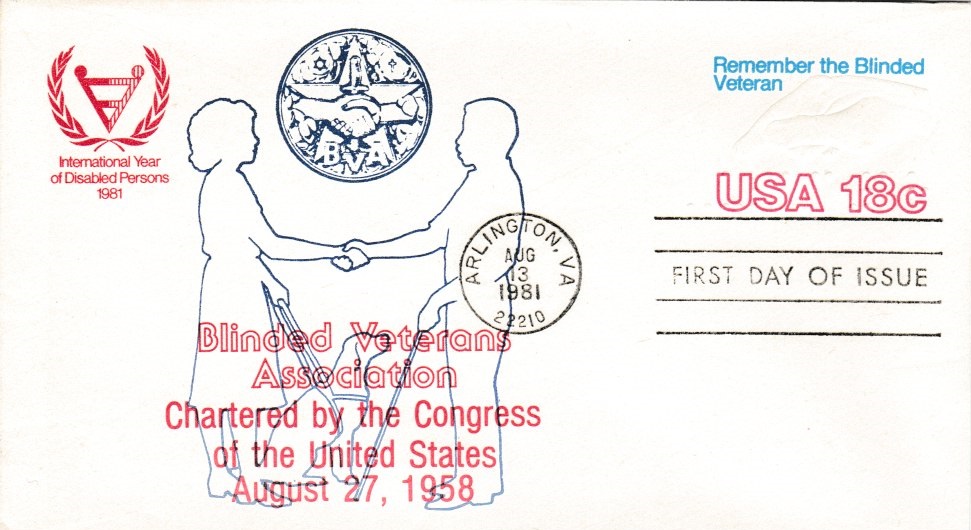 International Year
of Disabled Persons
1981
BVA
Remember the Blinded
Veteran
USA 18c
ARLINGTON, VA
AUG
13
1981
22210
FIRST DAY OF ISSUE
Blinded Veterans
Association
Chartered by the Congress
of the United States
August 27, 1958